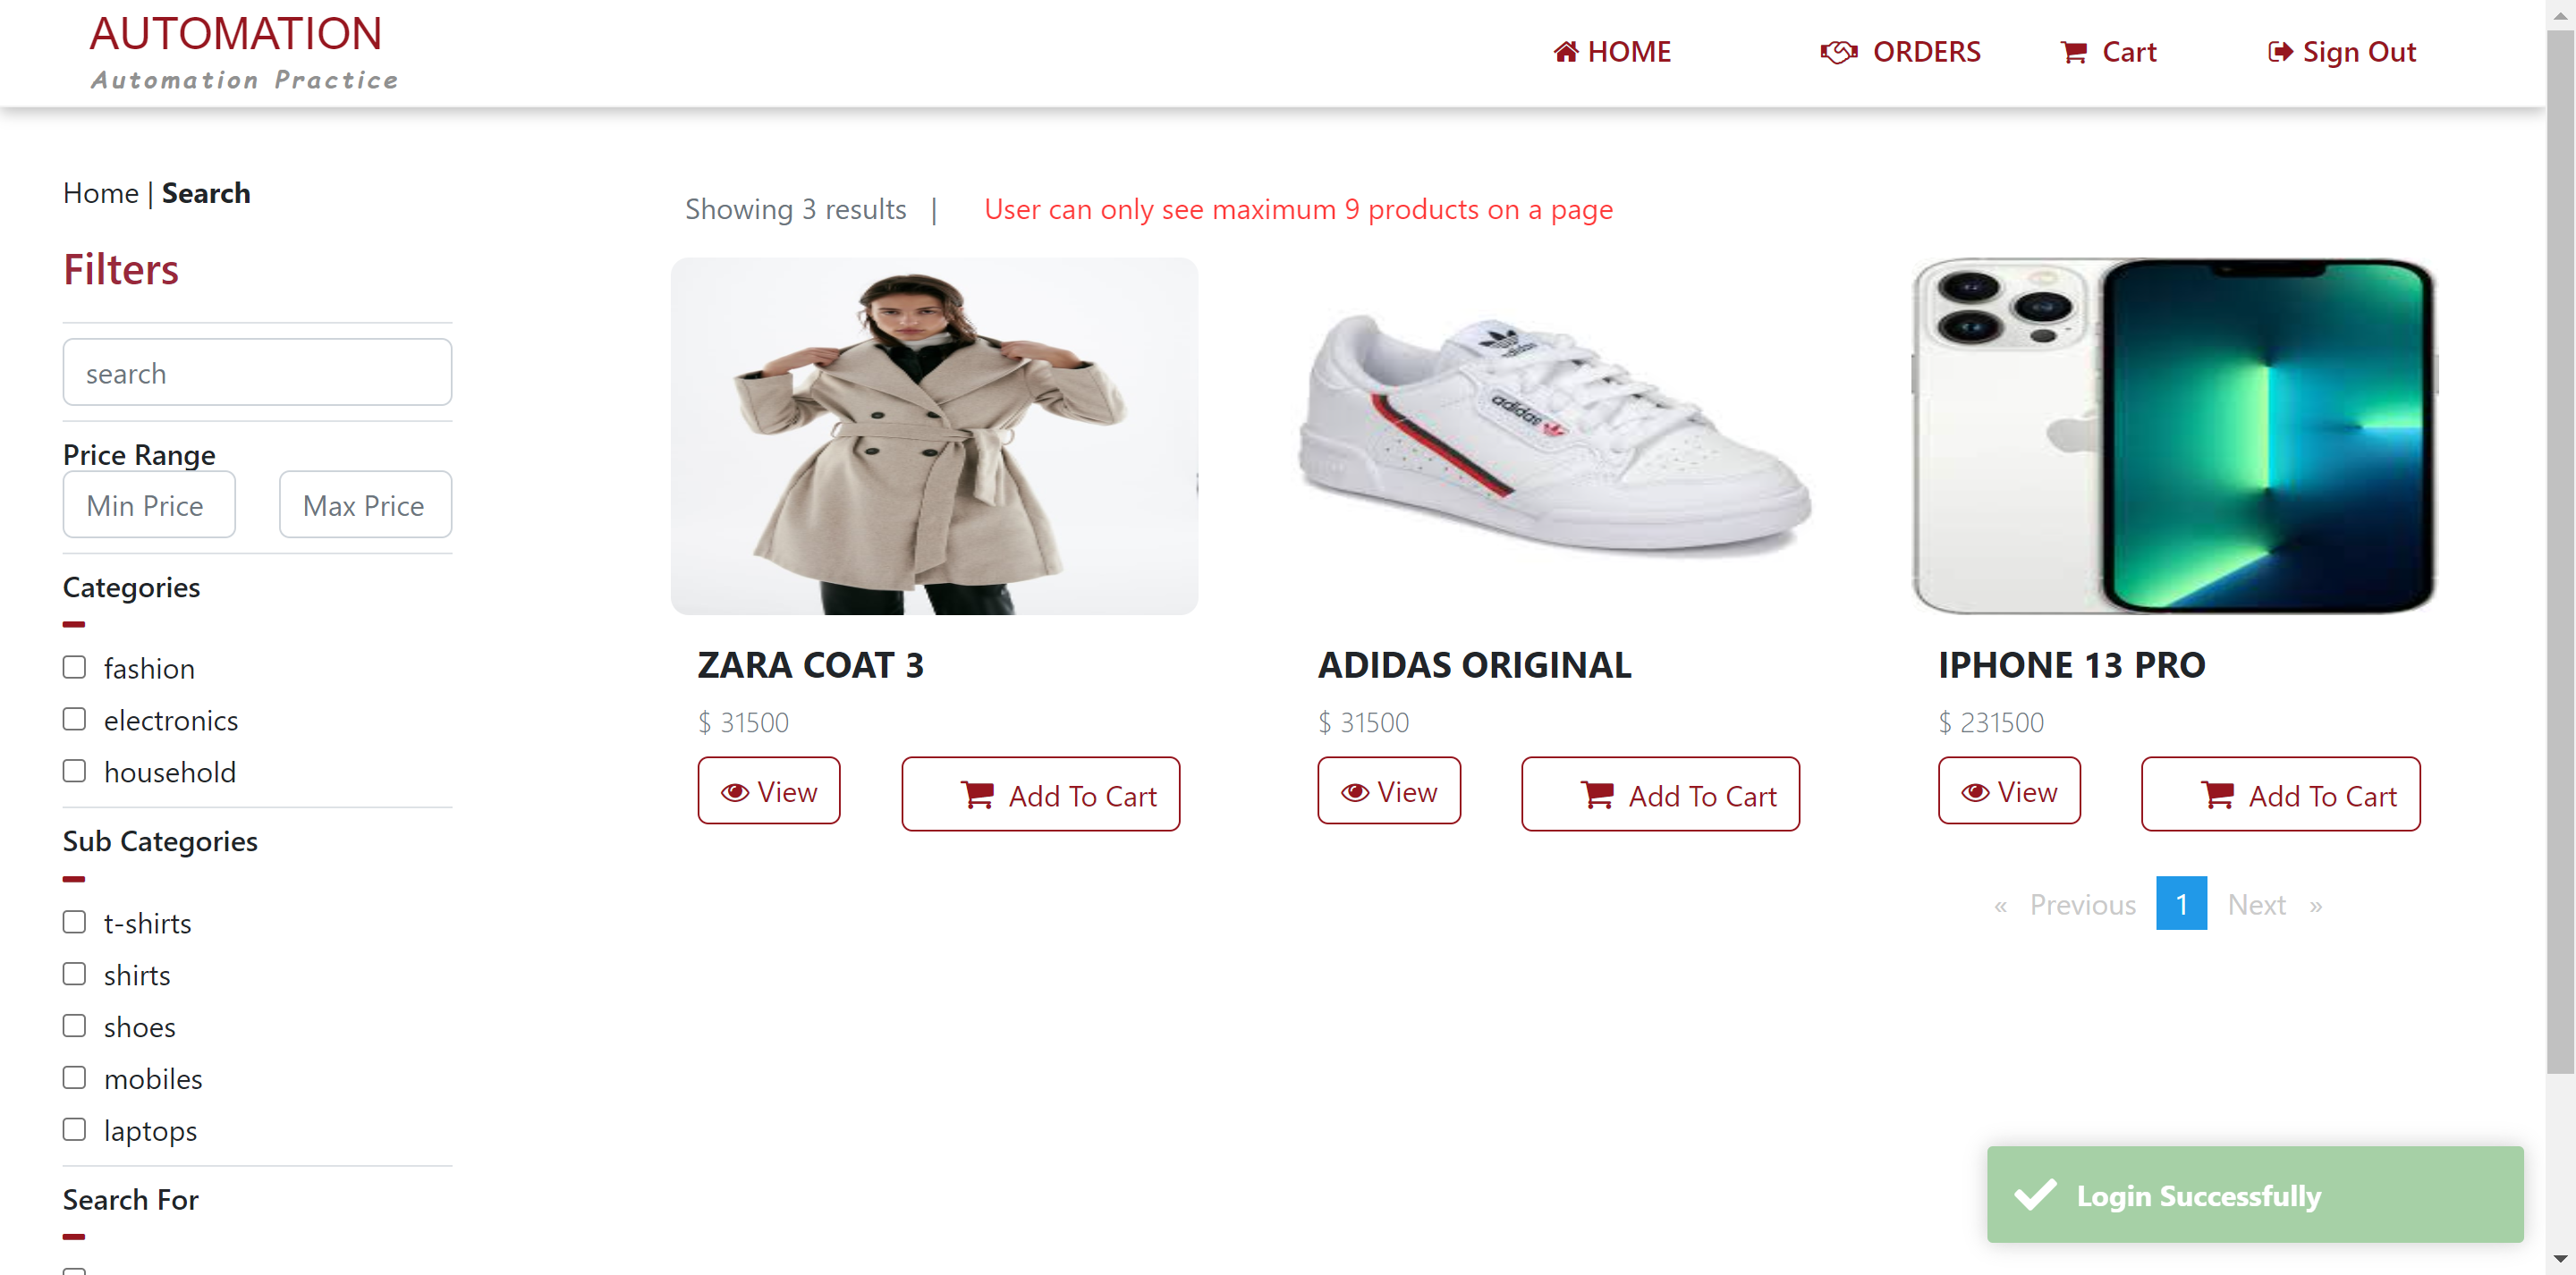 AUTOMATION
Automation Practice
HOME
ORDERS
Cart
Sign Out
Home | Search
Showing 3 results |
User can only see maximum 9 products on a page
Filters
search
Price Range
Min Price
Max Price
Categories
fashion
electronics
household
Sub Categories
t-shirts
shirts
shoes
mobiles
laptops
Search For
adidas
adidas
ZARA COAT 3
$ 31500
View
Add To Cart
ADIDAS ORIGINAL
$ 31500
View
Add To Cart
IPHONE 13 PRO
$ 231500
View
Add To Cart
« Previous 1 Next »
Login Successfully